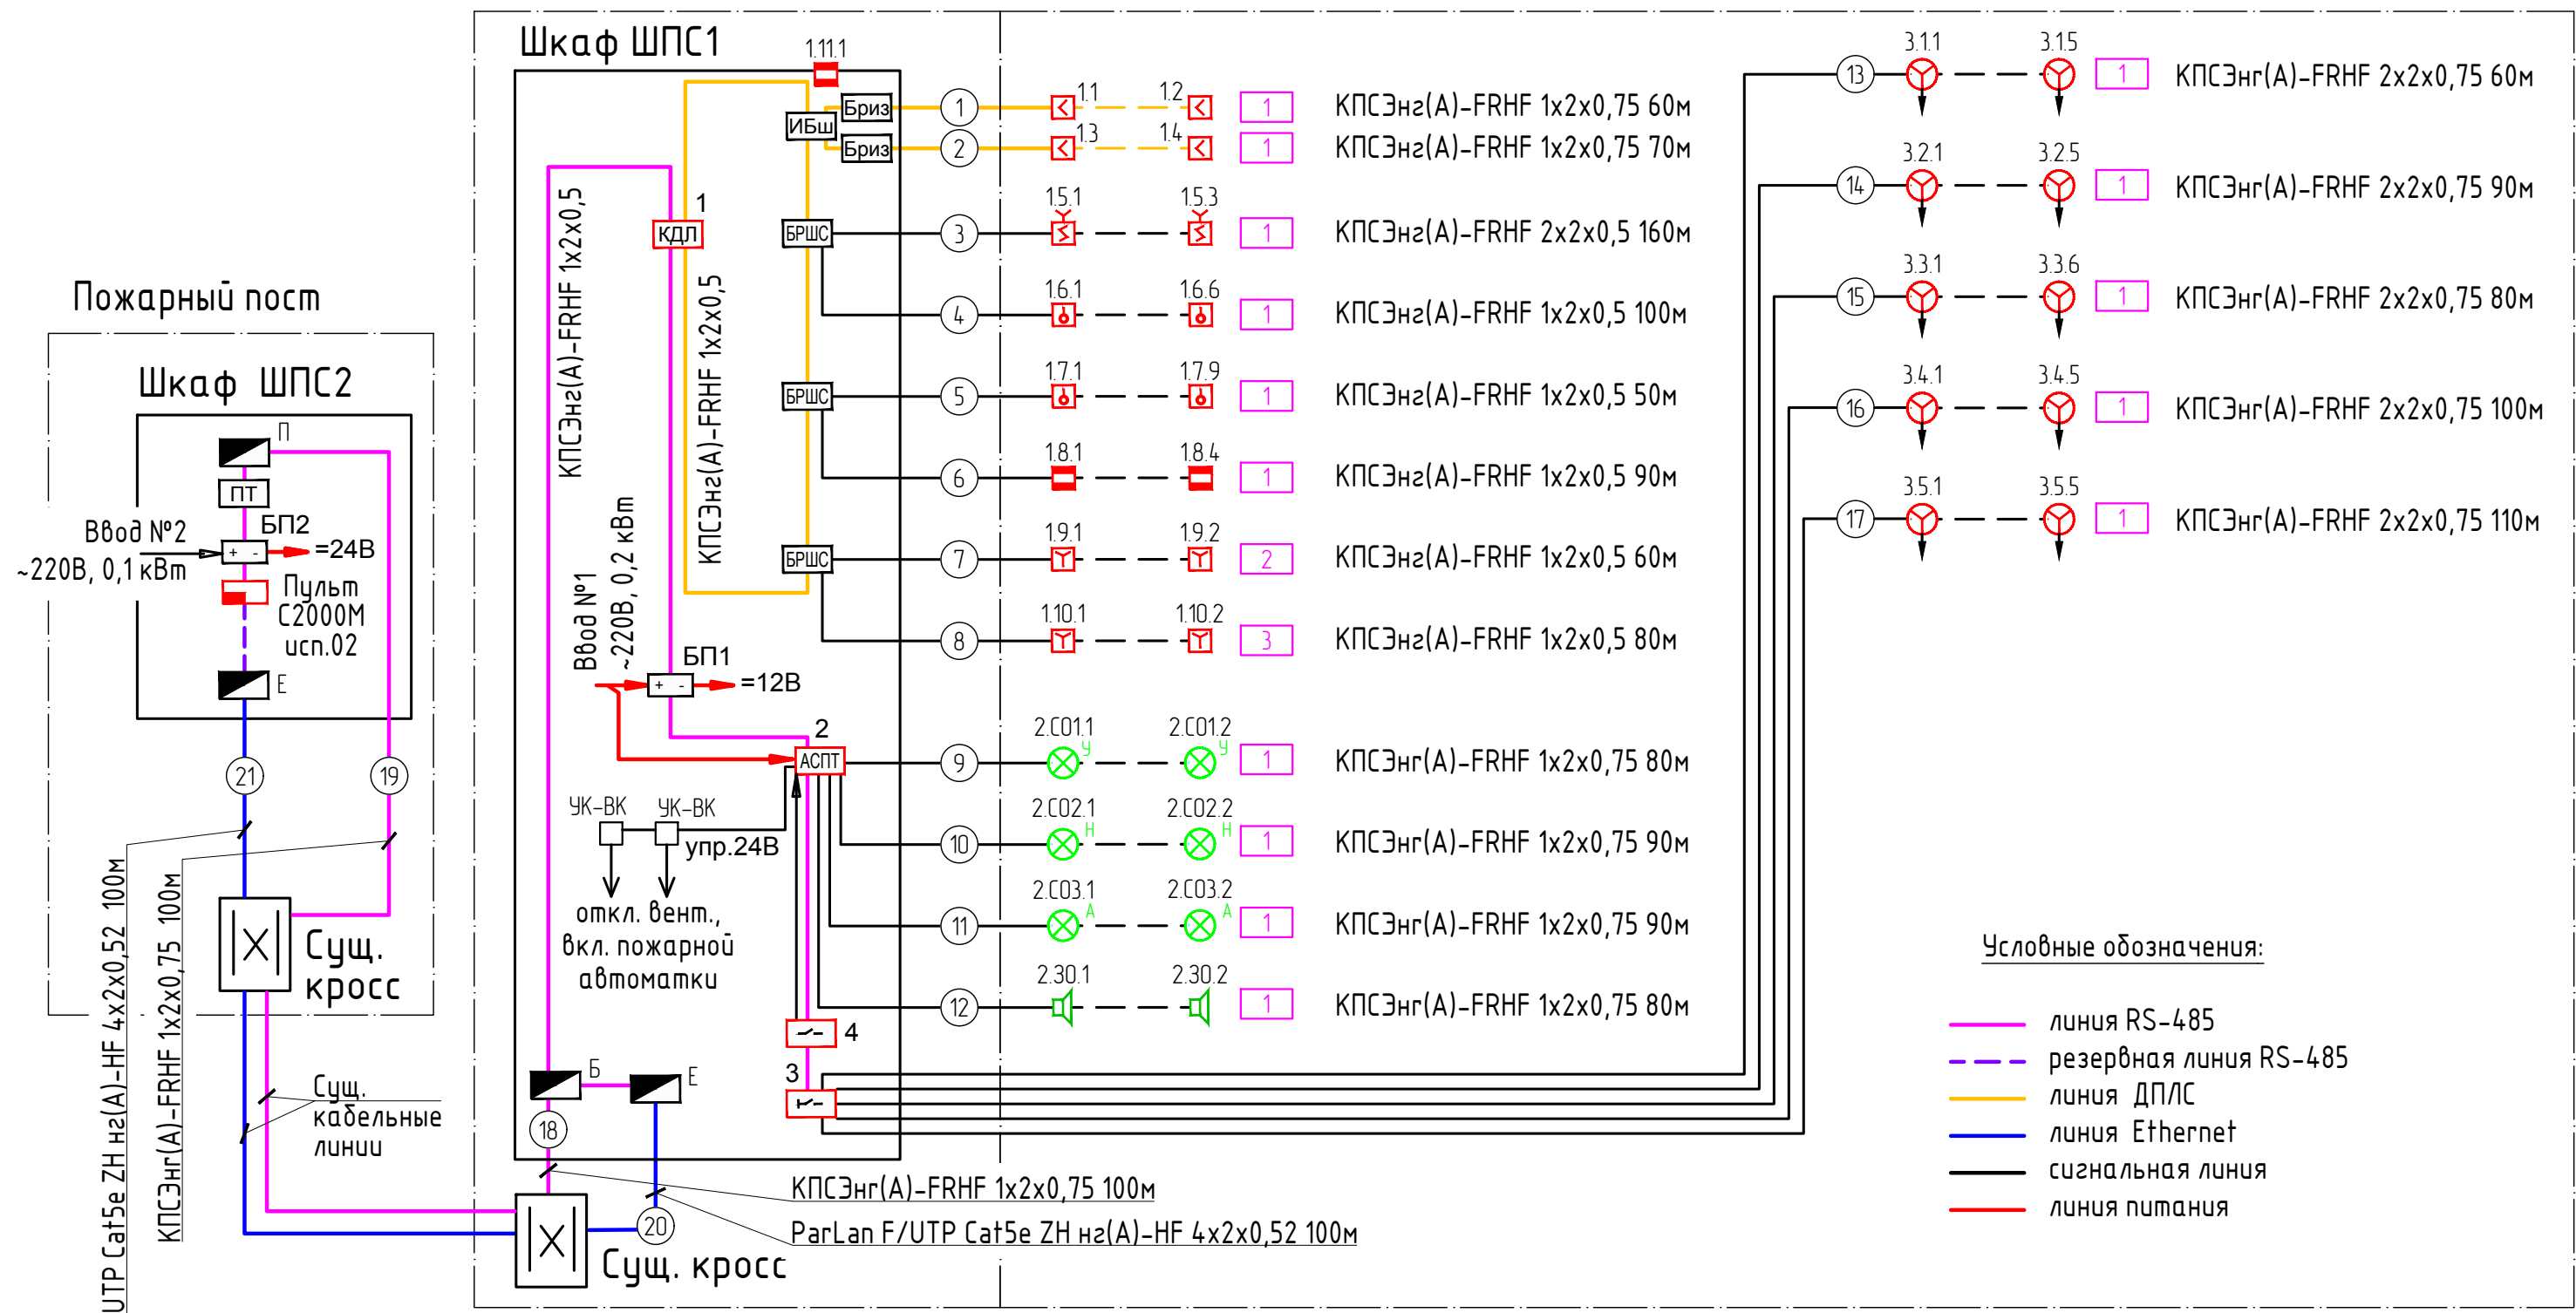 Пожарный пост
Шкаф ШПС2
П
ПТ
Ввод №2
~220В, 0,1 кВт
БП2
+ -
=24В
Пульт
С2000М
исп.02
Е
21
19
UTP Cat5e ZH нг(А)-HF 4х2х0,52 100м
КПСЭнг(А)-FRHF 1х2х0,75 100м
Сущ.
кросс
Сущ.
кабельные
линии
Шкаф ШПС1
1.11.1
КПСЭнг(А)-FRHF 1х2х0,5
1
КДЛ
КПСЭнг(А)-FRHF 1х2х0,5
ИБш
Бриз
Бриз
БРШС
БРШС
БРШС
Ввод №1
~220В, 0,2 кВт
БП1
+ -
=12В
2
АСПТ
УК-ВК
УК-ВК
упр.24В
откл. вент.,
вкл. пожарной
автоматки
4
3
Б
Е
18
20
КПСЭнг(А)-FRHF 1х2х0,75 100м
ParLan F/UTP Cat5e ZH нг(А)-HF 4х2х0,52 100м
Сущ. кросс
1 1.1 1.2 1 КПСЭнг(А)-FRHF 1х2х0,75 60м
2 1.3 1.4 1 КПСЭнг(А)-FRHF 1х2х0,75 70м
3 1.5.1 1.5.3 1 КПСЭнг(А)-FRHF 2х2х0,5 160м
4 1.6.1 1.6.6 1 КПСЭнг(А)-FRHF 1х2х0,5 100м
5 1.7.1 1.7.9 1 КПСЭнг(А)-FRHF 1х2х0,5 50м
6 1.8.1 1.8.4 1 КПСЭнг(А)-FRHF 1х2х0,5 90м
7 1.9.1 1.9.2 2 КПСЭнг(А)-FRHF 1х2х0,5 60м
8 1.10.1 1.10.2 3 КПСЭнг(А)-FRHF 1х2х0,5 80м
9 2.СО1.1 У 2.СО1.2 У 1 КПСЭнг(А)-FRHF 1х2х0,75 80м
10 2.СО2.1 Н 2.СО2.2 Н 1 КПСЭнг(А)-FRHF 1х2х0,75 90м
11 2.СО3.1 А 2.СО3.2 А 1 КПСЭнг(А)-FRHF 1х2х0,75 90м
12 2.ЗО.1 2.ЗО.2 1 КПСЭнг(А)-FRHF 1х2х0,75 80м
13 3.1.1 3.1.5 1 КПСЭнг(А)-FRHF 2х2х0,75 60м
14 3.2.1 3.2.5 1 КПСЭнг(А)-FRHF 2х2х0,75 90м
15 3.3.1 3.3.6 1 КПСЭнг(А)-FRHF 2х2х0,75 80м
16 3.4.1 3.4.5 1 КПСЭнг(А)-FRHF 2х2х0,75 100м
17 3.5.1 3.5.5 1 КПСЭнг(А)-FRHF 2х2х0,75 110м
Условные обозначения:
линия RS-485
резервная линия RS-485
линия ДПЛС
линия Ethernet
сигнальная линия
линия питания